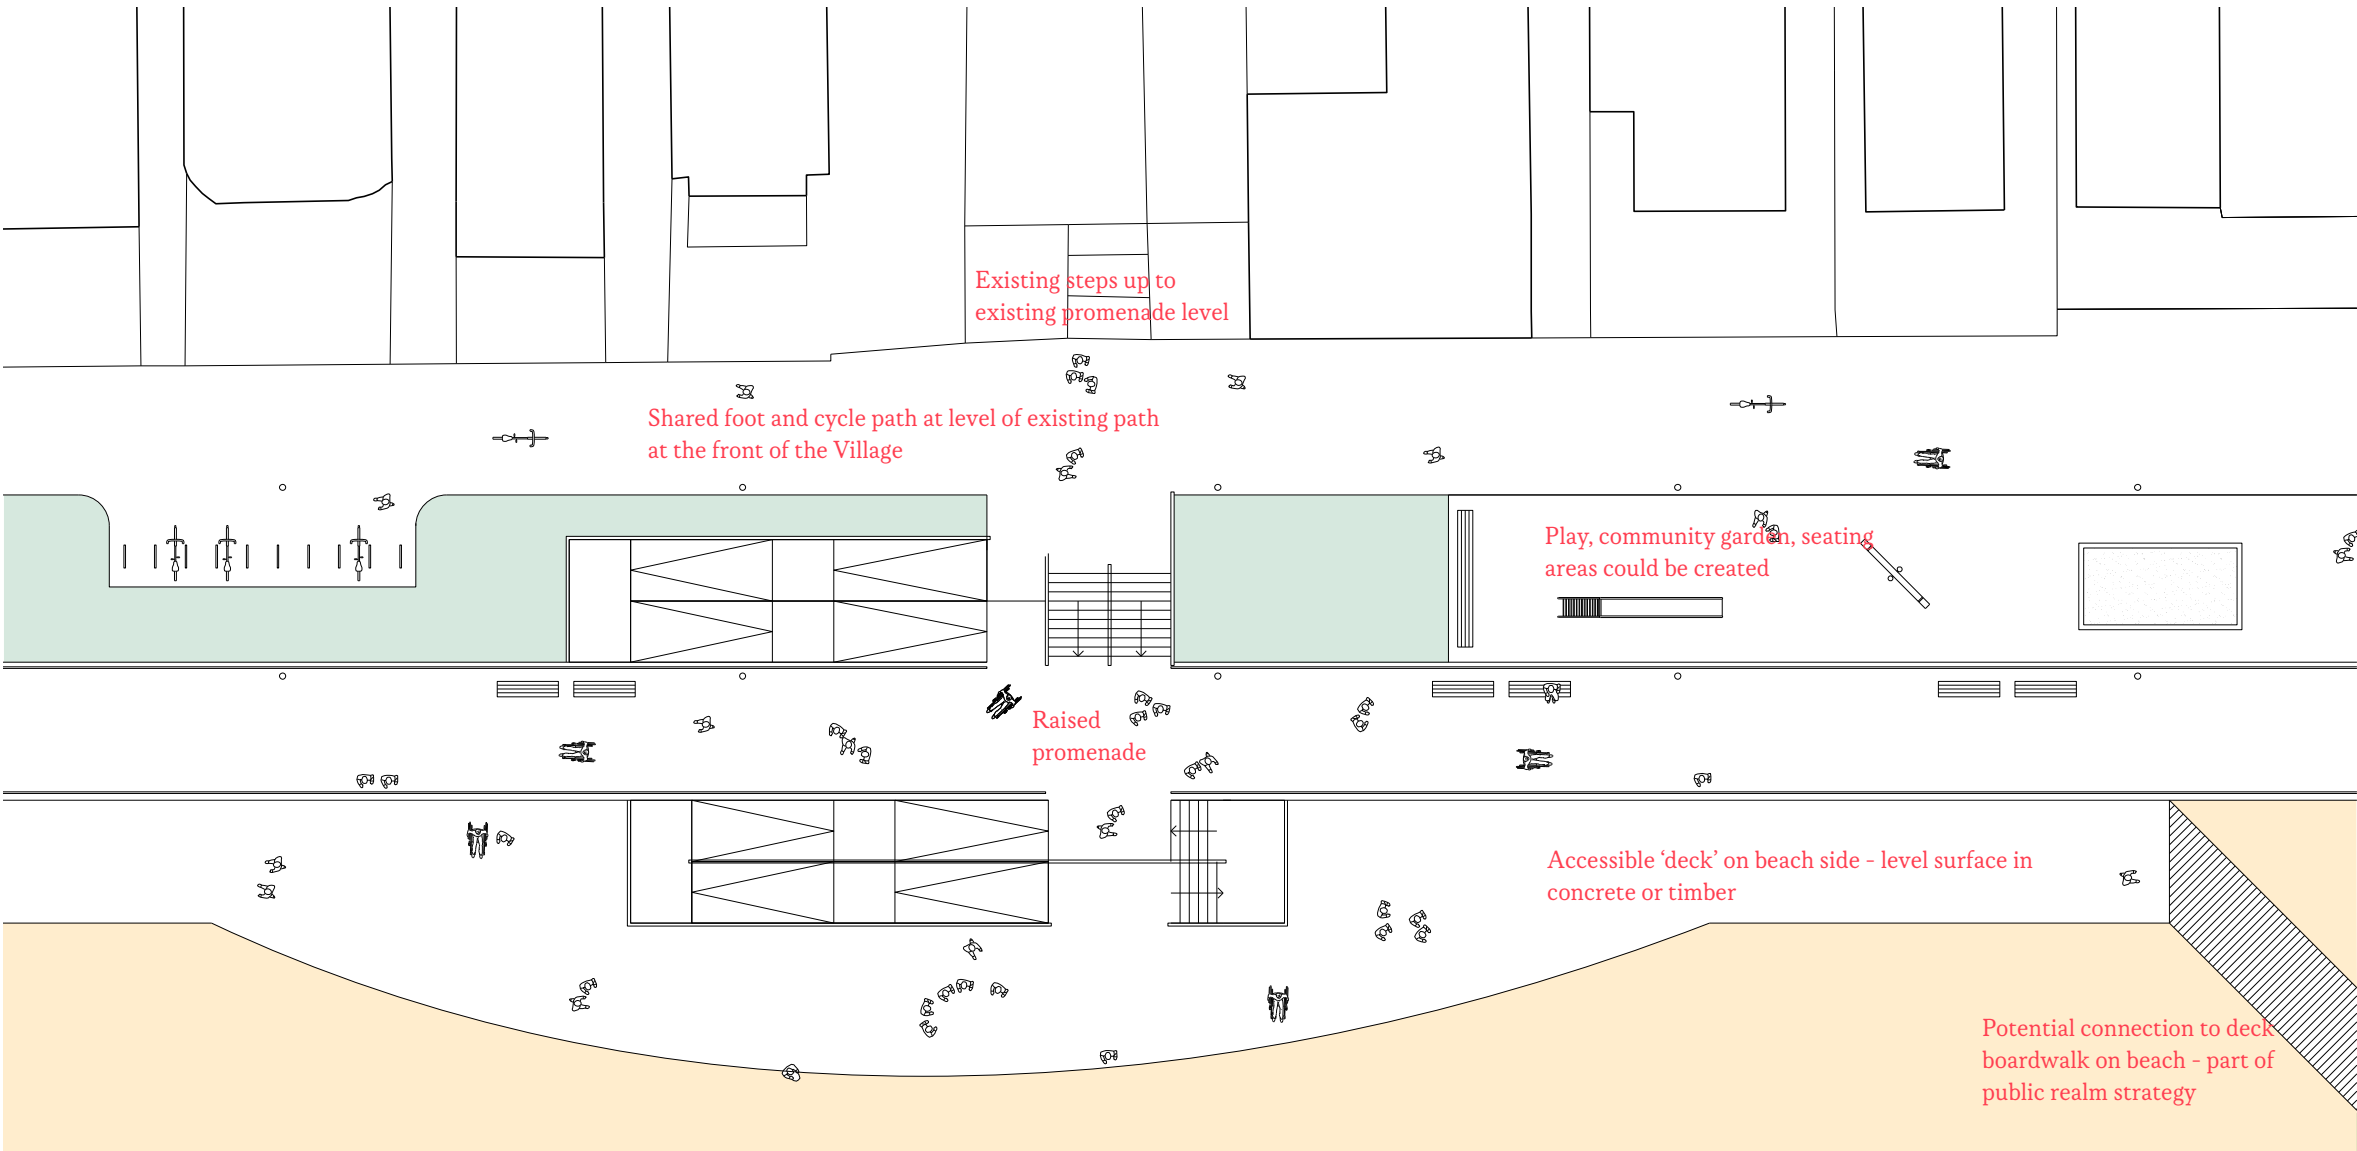 Existing steps up to
existing promenade level
Shared foot and cycle path at level of existing path
at the front of the Village
Play, community garden, seating
areas could be created
Raised
promenade
Accessible ‘deck’ on beach side - level surface in
concrete or timber
Potential connection to deck
boardwalk on beach - part of
public realm strategy